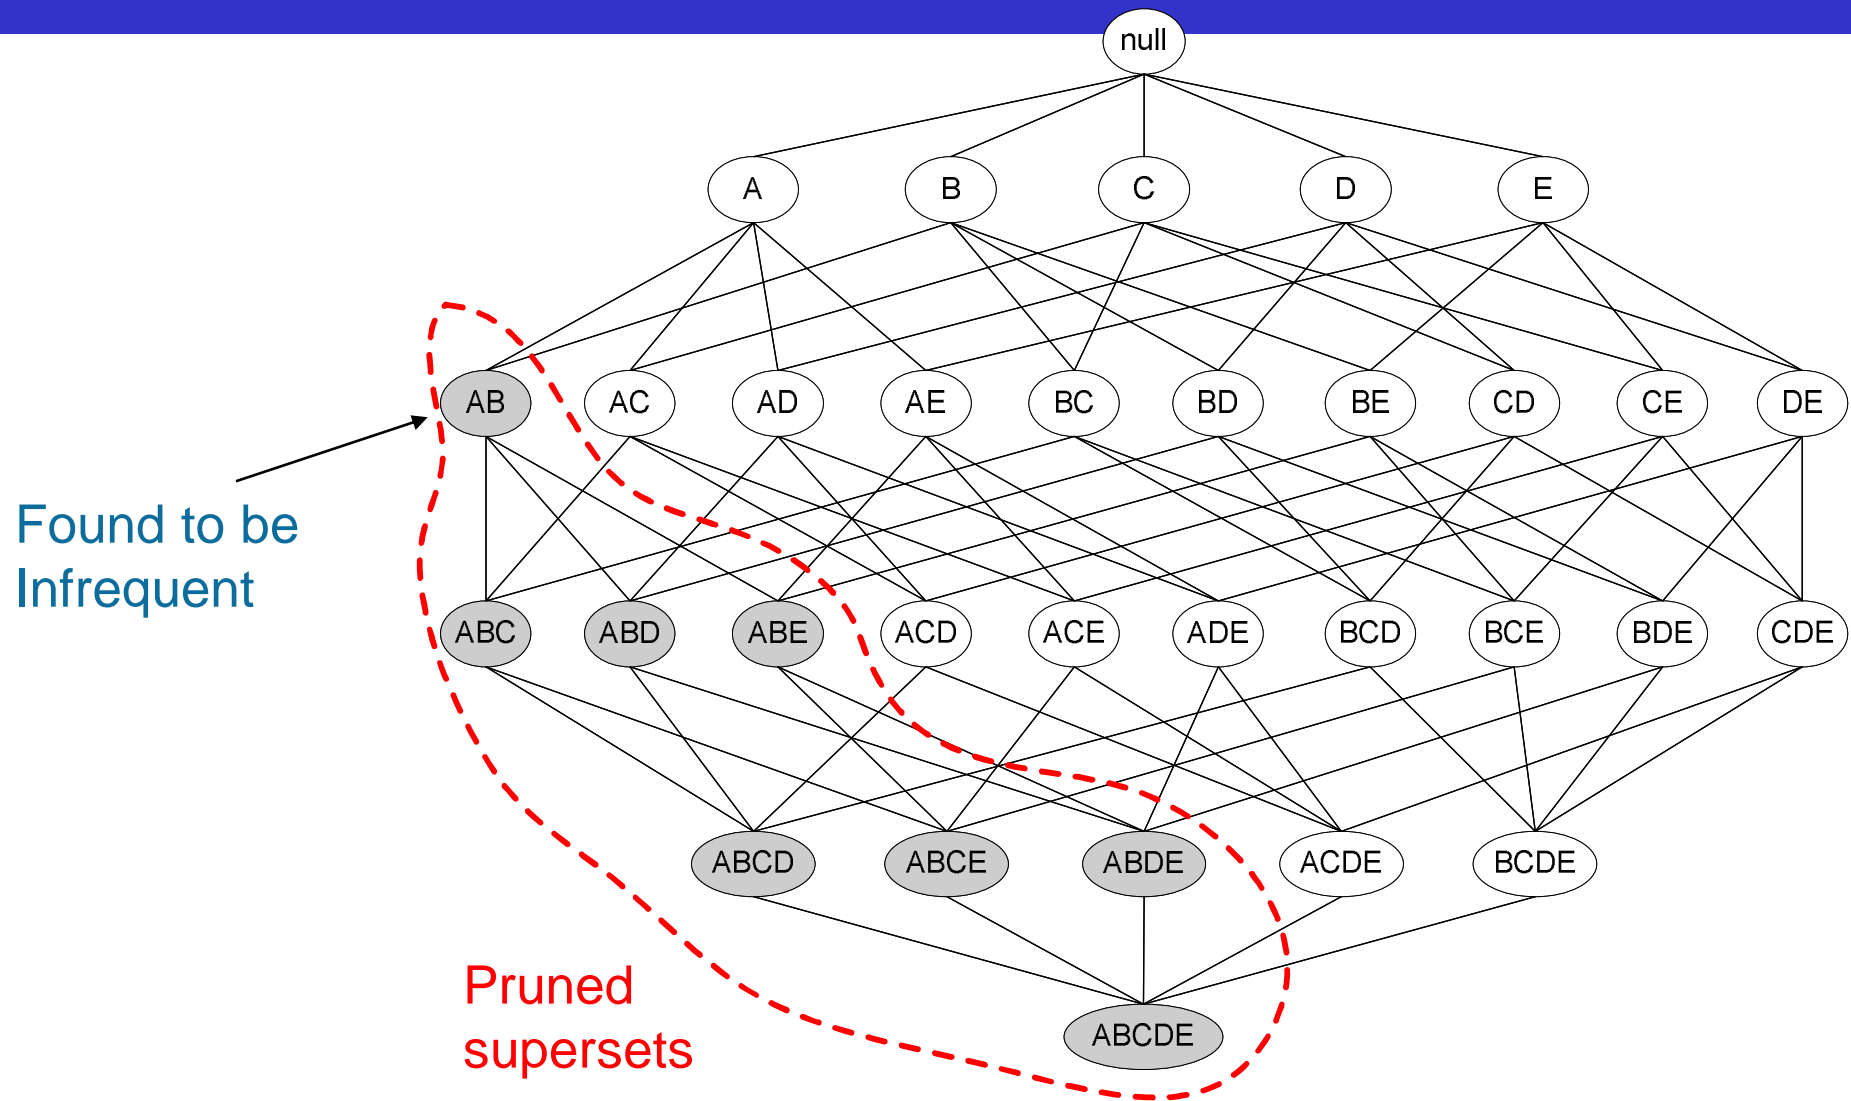 null
A B C D E
AB AC AD AE BC BD BE CD CE DE
Found to be
Infrequent
ABC ABD ABE ACD ACE ADE BCD BCE BDE CDE
ABCD ABCE ABDE ACDE BCDE
Pruned
supersets
ABCDE